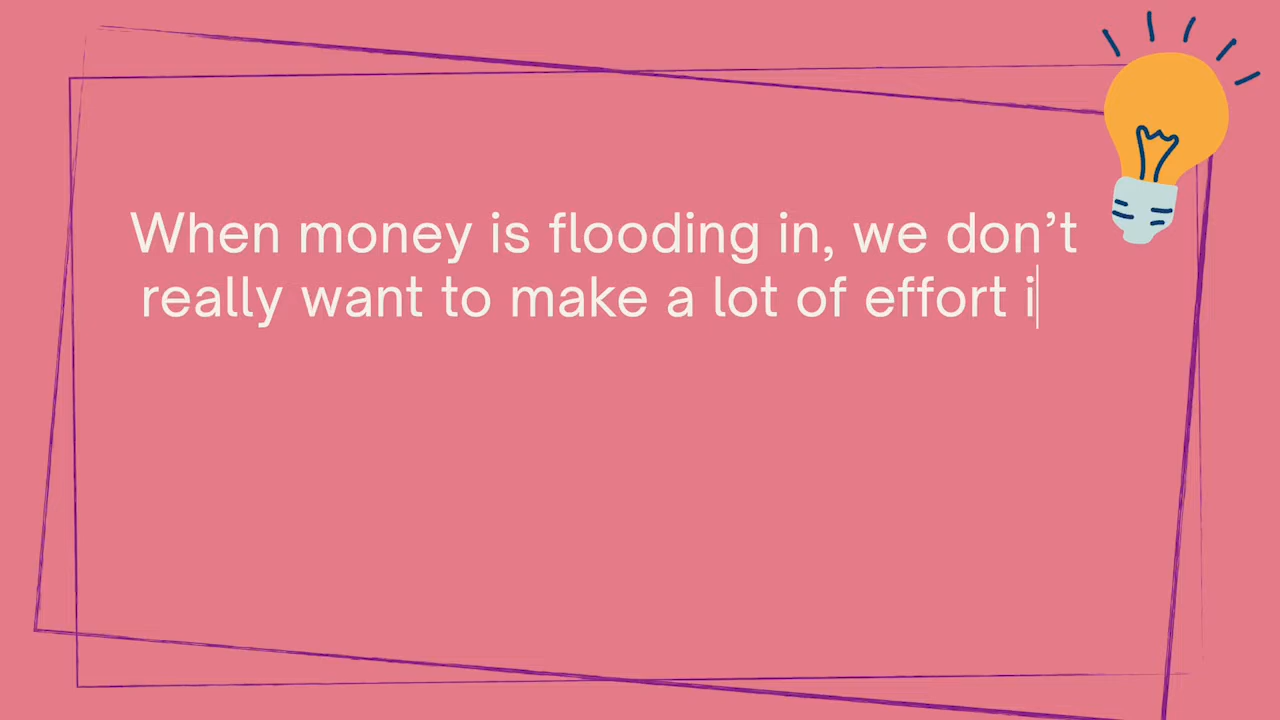 When money is flooding in, we don’t
really want to make a lot of effort i